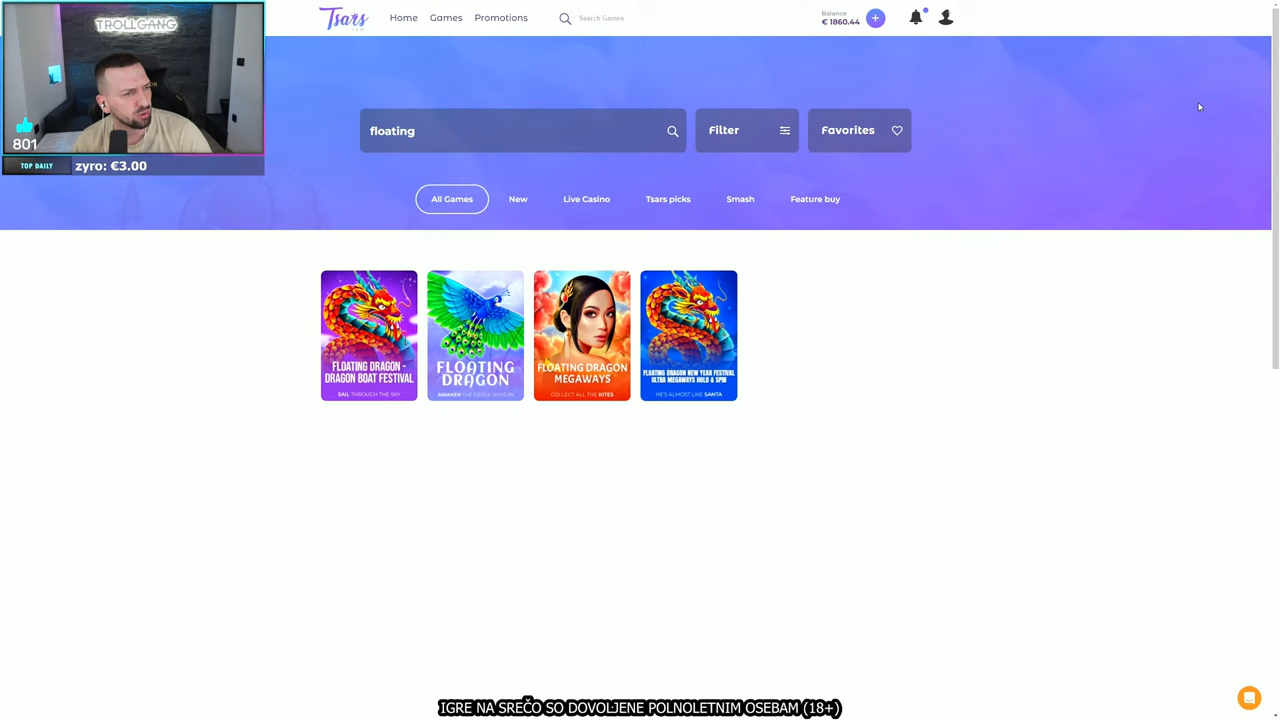 TROLLGANG
801
TOP DAILY
zyro: €3.00
Tsars
.com
Home
Games
Promotions
Search Games
Balance
€ 1860.44
floating
Filter
Favorites
All Games
New
Live Casino
Tsars picks
Smash
Feature buy
FLOATING DRAGON -
DRAGON BOAT FESTIVAL
SAIL THROUGH THE SKY
FLOATING
DRAGON
AWAKEN THE FIERCE WYVERN
FLOATING DRAGON
MEGAWAYS
COLLECT ALL THE KITES
FLOATING DRAGON NEW YEAR FESTIVAL
ULTRA MEGAWAYS HOLD & SPIN
HE'S ALMOST LIKE SANTA
IGRE NA SREČO SO DOVOLJENE POLNOLETNIM OSEBAM (18+)